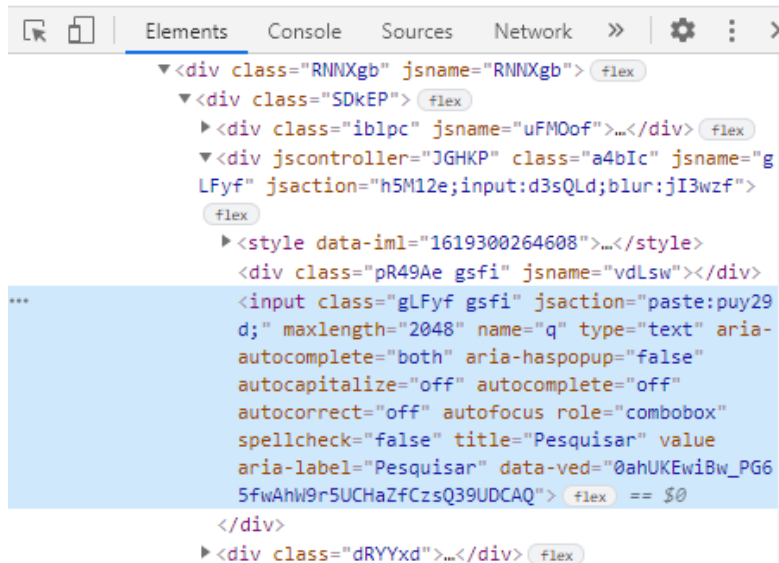 Elements Console Sources Network »
▼<div class="RNNXgb" jsname="RNNXgb"> flex
▼<div class="SDkEP"> flex
▶<div class="iblpc" jsname="uFMOof">…</div> flex
▼<div jscontroller="JGHKP" class="a4bIc" jsname="g
LFyf" jsaction="h5M12e;input:d3sQLd;blur:jI3wzf">
flex
▶<style data-iml="1619300264608">…</style>
<div class="pR49Ae gsfi" jsname="vdLsw"></div>
<input class="gLFyf gsfi" jsaction="paste:puy29
d;" maxlength="2048" name="q" type="text" aria-
autocomplete="both" aria-haspopup="false"
autocapitalize="off" autocomplete="off"
autocorrect="off" autofocus role="combobox"
spellcheck="false" title="Pesquisar" value
aria-label="Pesquisar" data-ved="0ahUKEwiBw_PG6
5fwAhW9r5UCHaZfCzsQ39UDCAQ"> flex == $0
</div>
▶<div class="dRYYxd">…</div> flex